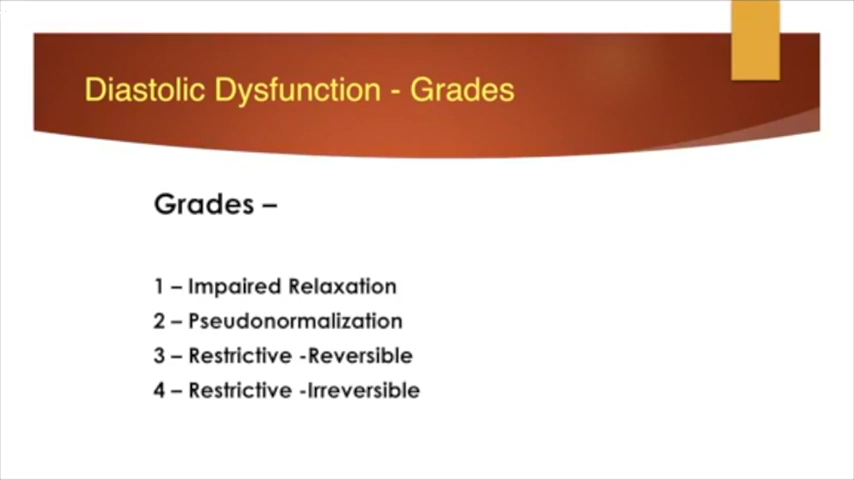 Diastolic Dysfunction - Grades
Grades –
1 – Impaired Relaxation
2 – Pseudonormalization
3 – Restrictive -Reversible
4 – Restrictive -Irreversible